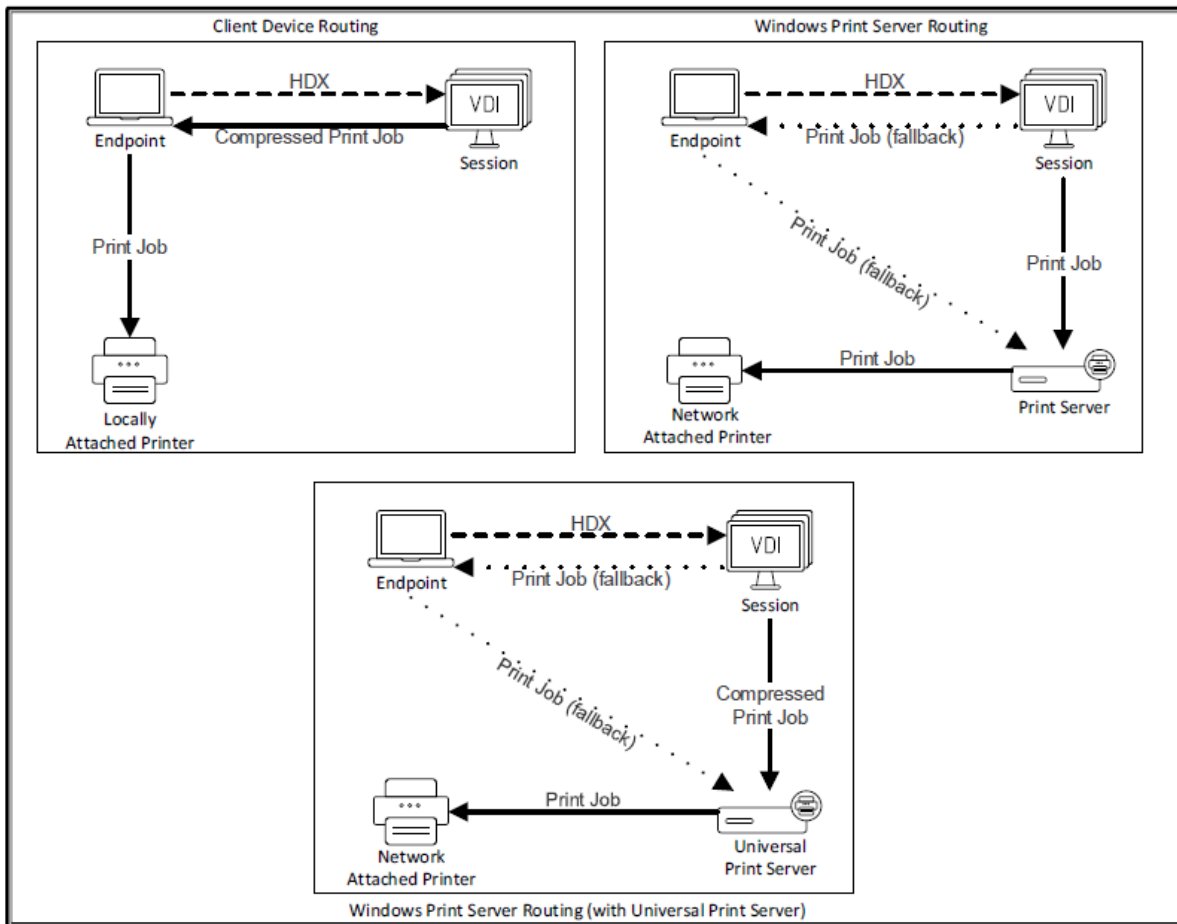 Client Device Routing
HDX
VDI
Compressed Print Job
Endpoint
Session
Print Job
Locally
Attached Printer
Windows Print Server Routing
HDX
VDI
Print Job (fallback)
Endpoint
Session
Print Job (fallback)
Print Job
Print Job
Network
Attached Printer
Print Server
HDX
VDI
Print Job (fallback)
Endpoint
Session
Print Job (fallback)
Compressed
Print Job
Print Job
Network
Attached Printer
Universal
Print Server
Windows Print Server Routing (with Universal Print Server)